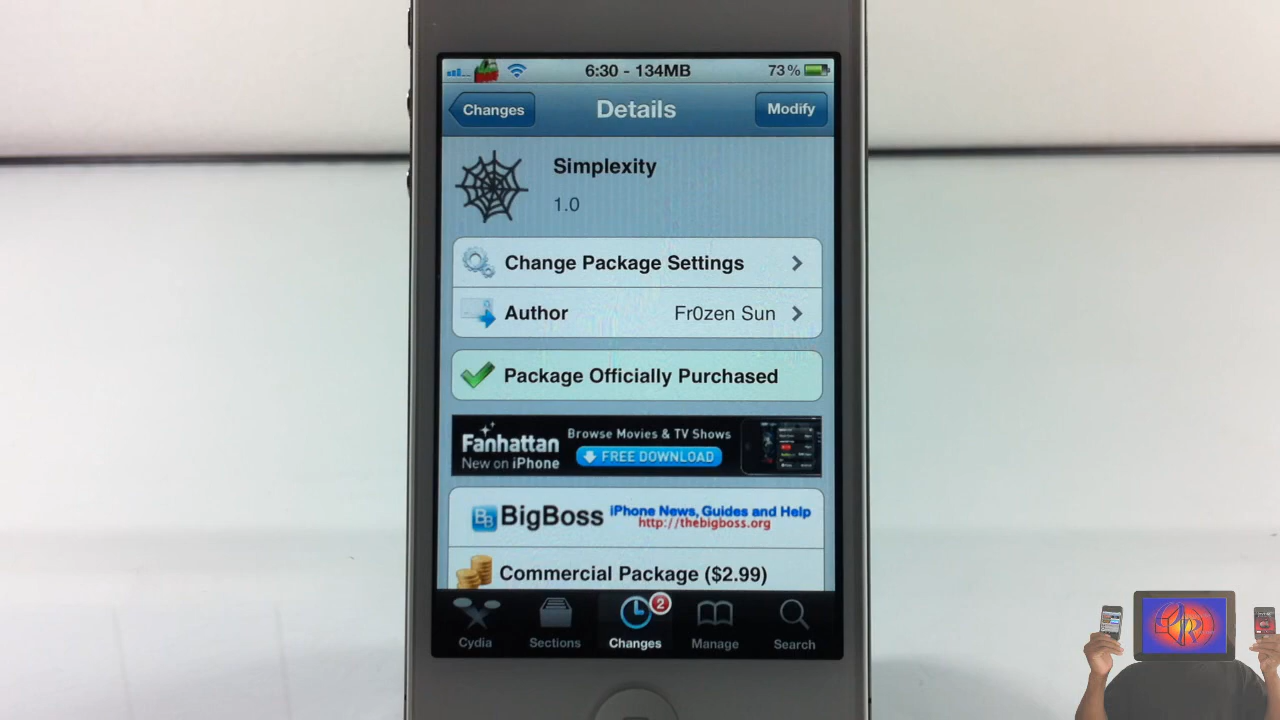 6:30 - 134MB 73%
Changes Details Modify
Simplexity
1.0
Change Package Settings
Author Fr0zen Sun
Package Officially Purchased
Fanhattan
New on iPhone
Browse Movies & TV Shows
FREE DOWNLOAD
BB BigBoss iPhone News, Guides and Help
http://thebigboss.org
Commercial Package ($2.99)
2
Cydia Sections Changes Manage Search